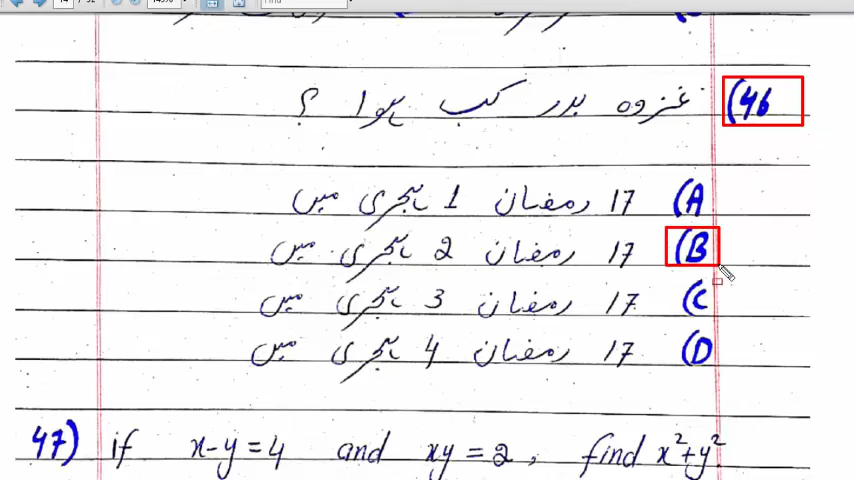 46) غزوہ بدر کب ہوا ؟
A) 17 رمضان 1 ہجری میں
B) 17 رمضان 2 ہجری میں
C) 17 رمضان 3 ہجری میں
D) 17 رمضان 4 ہجری میں
47) if x-y=4 and xy=2, find x²+y².